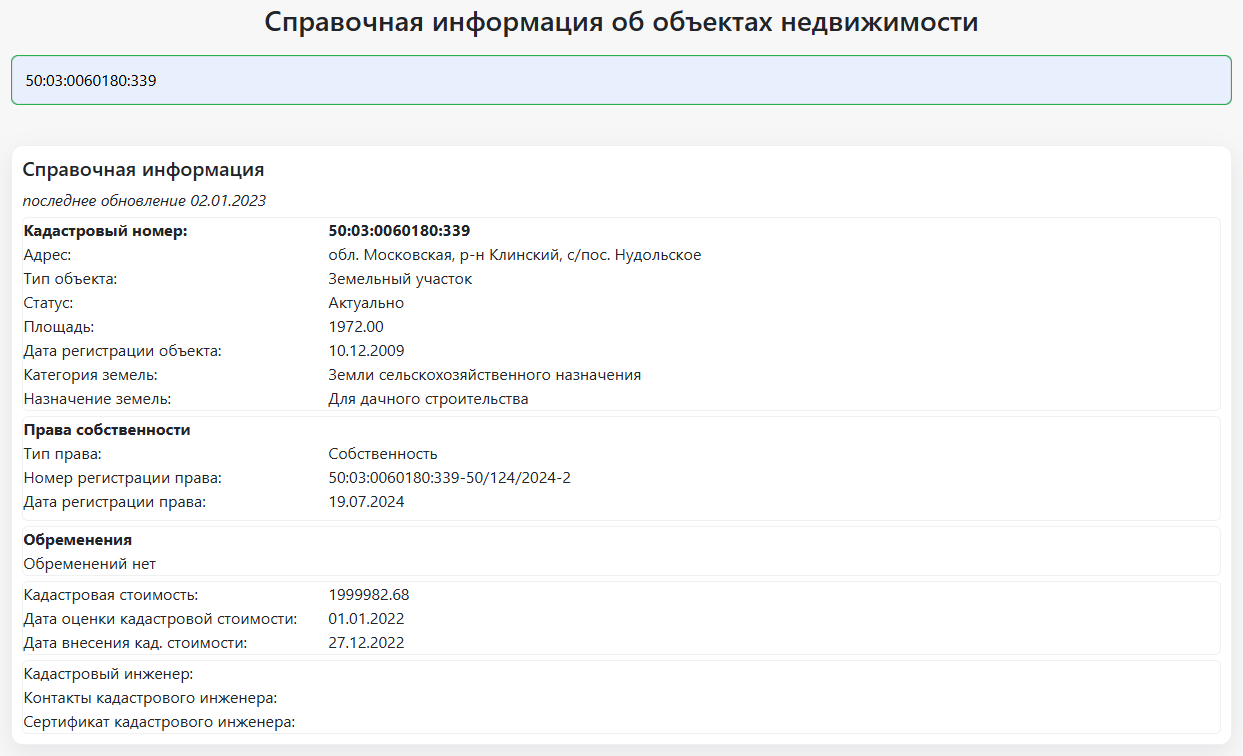 Справочная информация об объектах недвижимости
50:03:0060180:339
Справочная информация
последнее обновление 02.01.2023
Кадастровый номер: 50:03:0060180:339
Адрес: обл. Московская, р-н Клинский, с/пос. Нудольское
Тип объекта: Земельный участок
Статус: Актуально
Площадь: 1972.00
Дата регистрации объекта: 10.12.2009
Категория земель: Земли сельскохозяйственного назначения
Назначение земель: Для дачного строительства
Права собственности
Тип права: Собственность
Номер регистрации права: 50:03:0060180:339-50/124/2024-2
Дата регистрации права: 19.07.2024
Обременения
Обременений нет
Кадастровая стоимость: 1999982.68
Дата оценки кадастровой стоимости: 01.01.2022
Дата внесения кад. стоимости: 27.12.2022
Кадастровый инженер:
Контакты кадастрового инженера:
Сертификат кадастрового инженера: